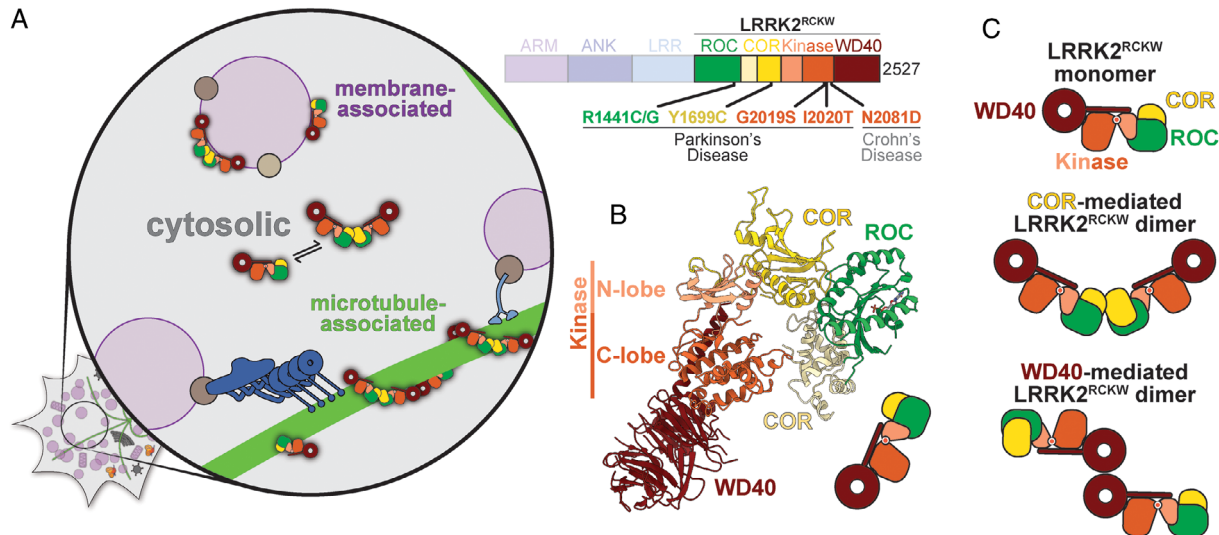 A
membrane-
associated
cytosolic
microtubule-
associated
LRRK2RCKW
ARM ANK LRR ROC COR Kinase WD40
2527
R1441C/G Y1699C G2019S I2020T N2081D
Parkinson's
Disease
Crohn's
Disease
B
COR
ROC
Kinase
N-lobe
C-lobe
COR
WD40
C
LRRK2RCKW
monomer
WD40
COR
ROC
Kinase
COR-mediated
LRRK2RCKW dimer
WD40-mediated
LRRK2RCKW dimer